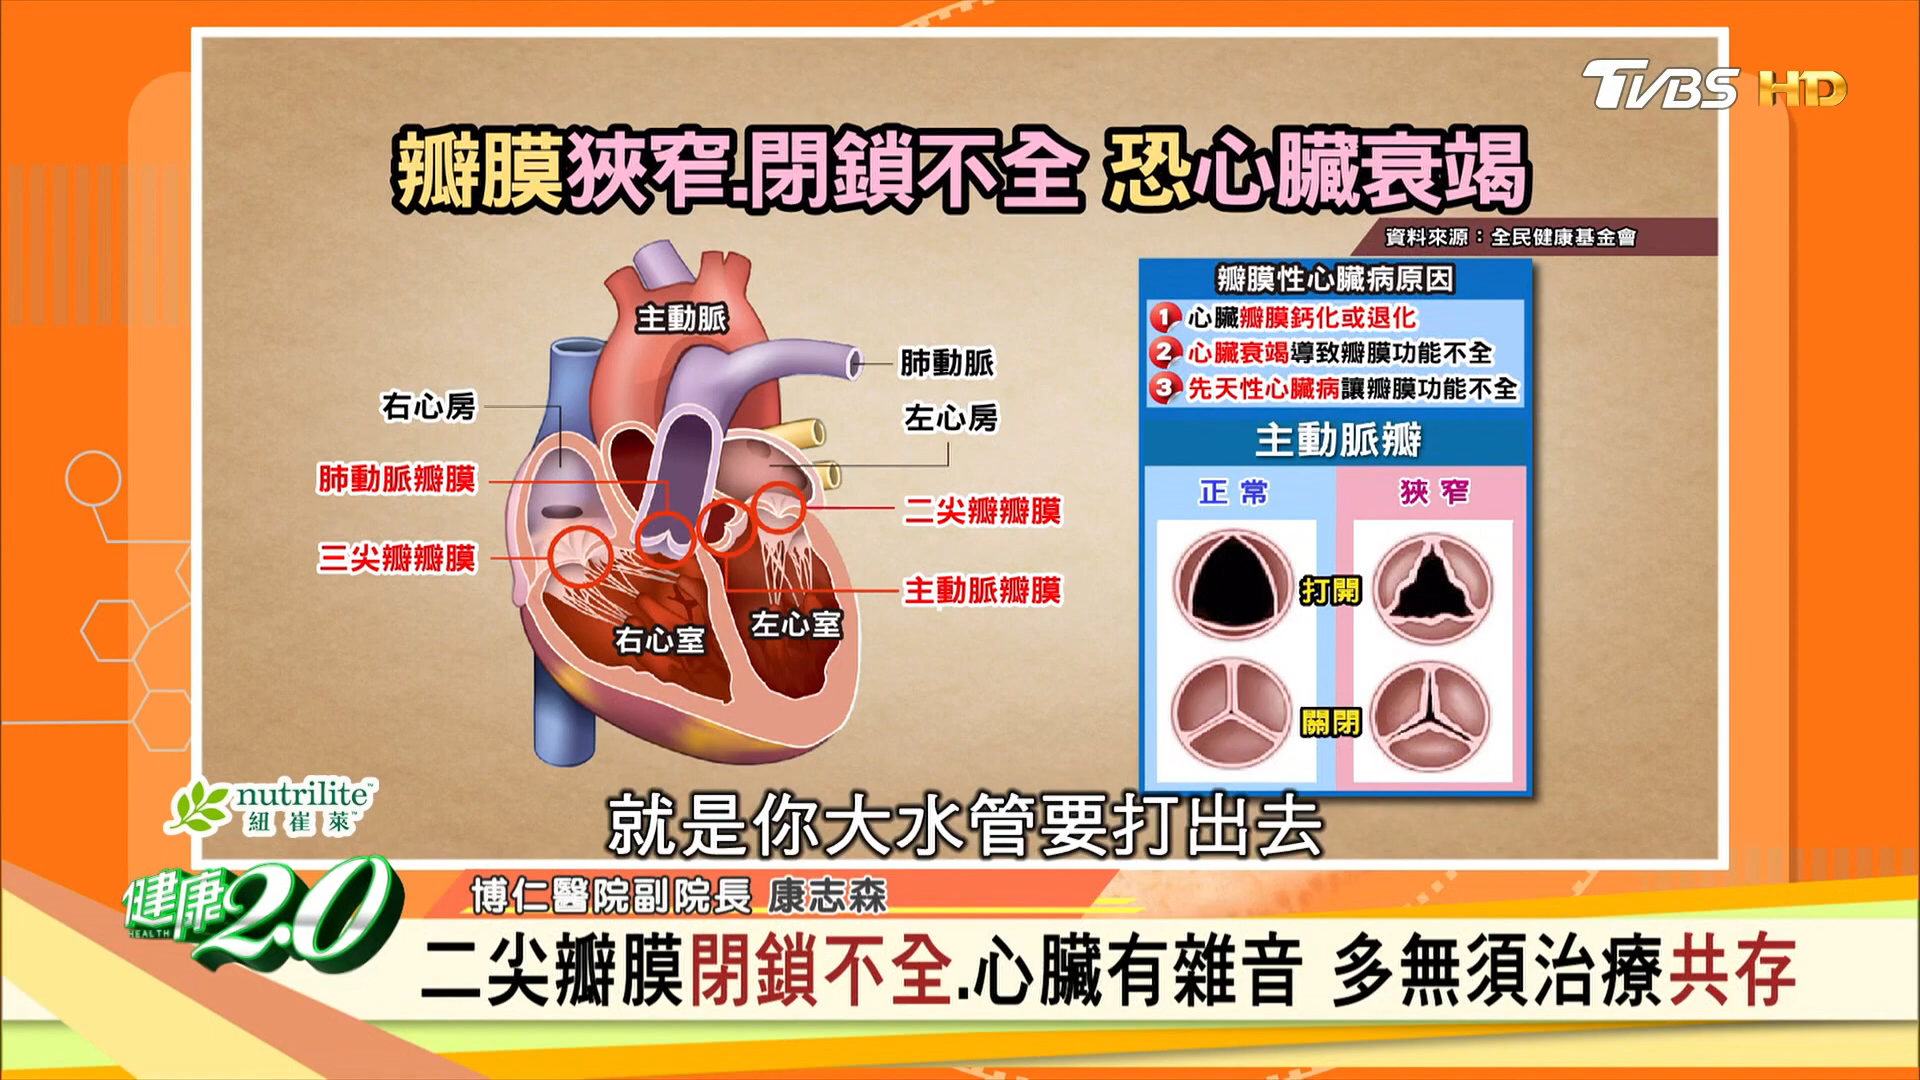 TVBS HD
瓣膜狹窄.閉鎖不全 恐心臟衰竭
資料來源：全民健康基金會
主動脈
肺動脈
右心房
左心房
肺動脈瓣膜
二尖瓣瓣膜
三尖瓣瓣膜
主動脈瓣膜
右心室
左心室
瓣膜性心臟病原因
1 心臟瓣膜鈣化或退化
2 心臟衰竭導致瓣膜功能不全
3 先天性心臟病讓瓣膜功能不全
主動脈瓣
正常
狹窄
打開
關閉
就是你大水管要打出去
nutrilite™
紐崔萊™
健康2.0
HEALTH
博仁醫院副院長 康志森
二尖瓣膜閉鎖不全.心臟有雜音 多無須治療共存